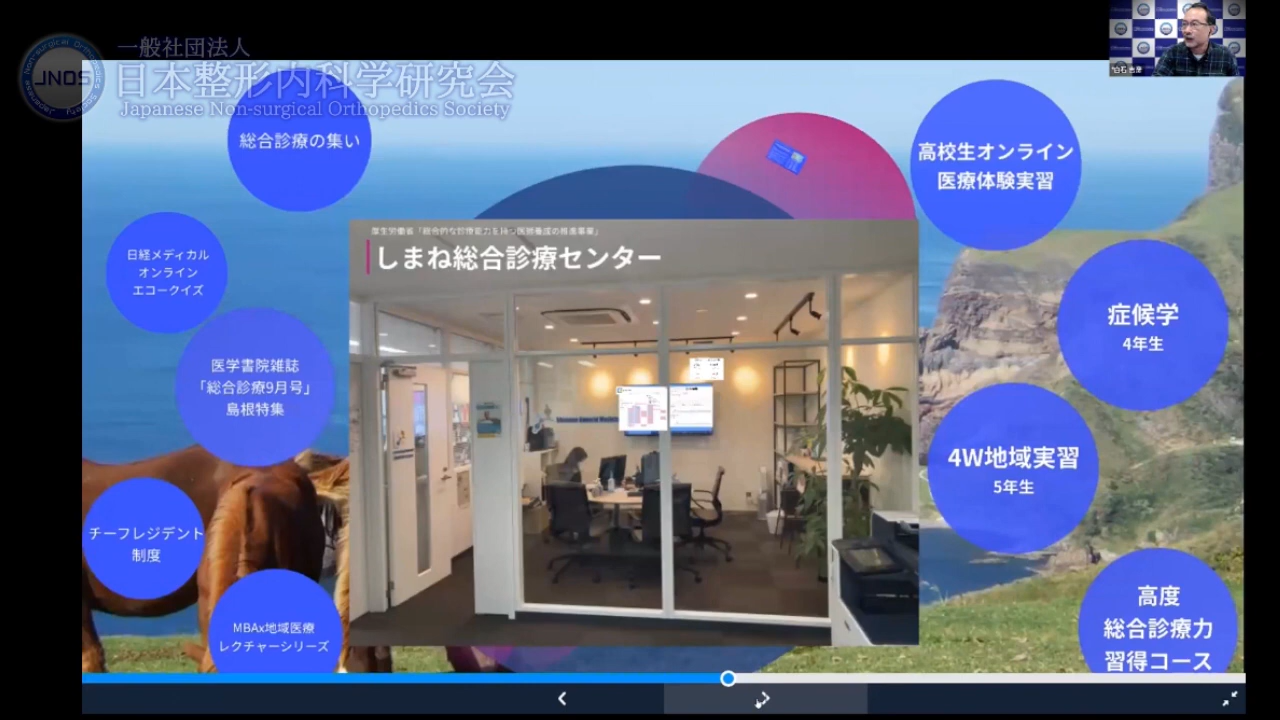 一般社団法人
日本整形内科学研究会
Japanese Non-surgical Orthopedics Society
JNOS
総合診療の集い
高校生オンライン
医療体験実習
日経メディカル
オンライン
エコークイズ
厚生労働省「総合的な診療能力を持つ医師養成の推進事業」
しまね総合診療センター
症候学
4年生
医学書院雑誌
「総合診療9月号」
島根特集
4W地域実習
5年生
チーフレジデント
制度
MBAx地域医療
レクチャーシリーズ
高度
総合診療力
習得コース